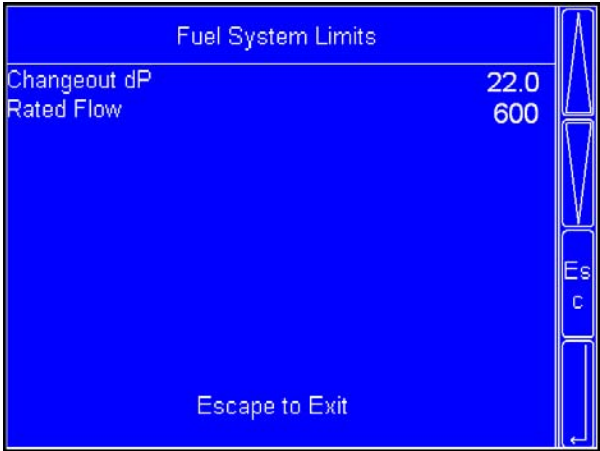 Fuel System Limits
Changeout dP 22.0
Rated Flow 600
Es
c
Escape to Exit